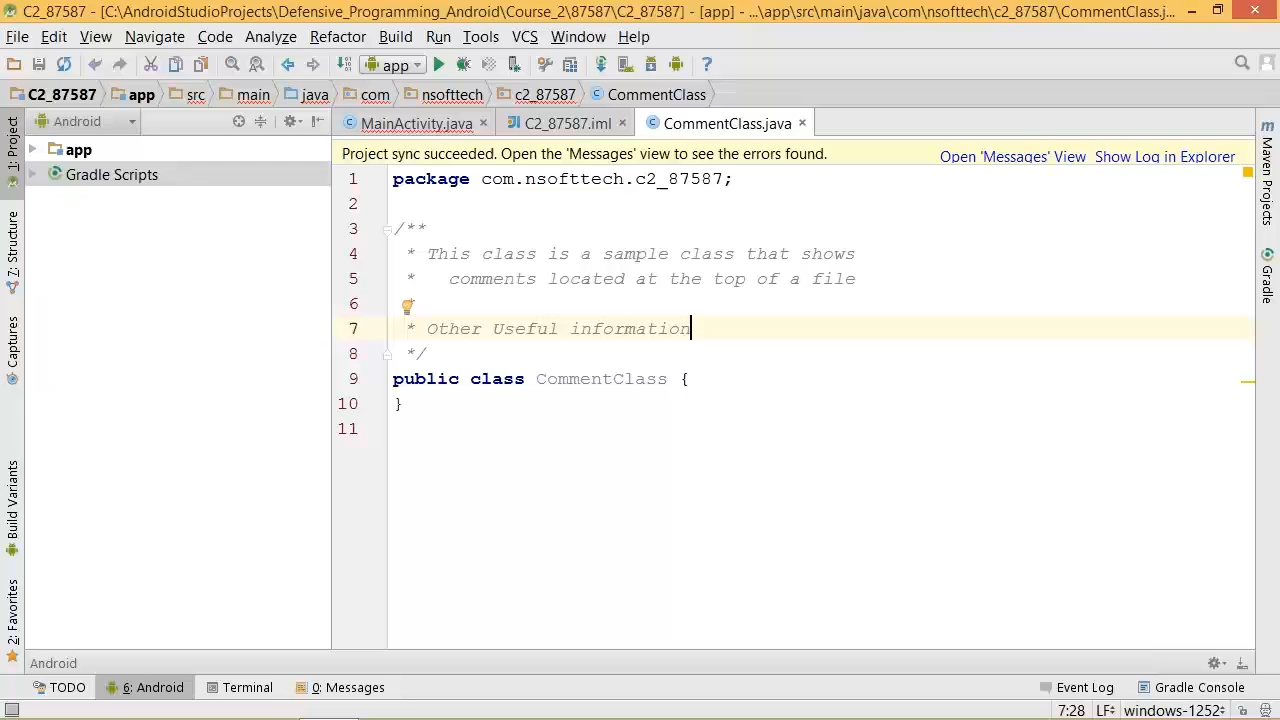 C2_87587 - [C:\AndroidStudioProjects\Defensive_Programming_Android\Course_2\87587\C2_87587] - [app] - ...\app\src\main\java\com\nsofttech\c2_87587\CommentClass.j...
File Edit View Navigate Code Analyze Refactor Build Run Tools VCS Window Help
app
C2_87587 app src main java com nsofttech c2_87587 CommentClass
Android MainActivity.java C2_87587.iml CommentClass.java
Project sync succeeded. Open the 'Messages' view to see the errors found. Open 'Messages' View Show Log in Explorer
app
Gradle Scripts
1 package com.nsofttech.c2_87587;
2
3 /**
4 * This class is a sample class that shows
5 * comments located at the top of a file
6 *
7 * Other Useful information
8 */
9 public class CommentClass {
10 }
11
1: Project
7: Structure
Captures
Build Variants
2: Favorites
Maven Projects
Gradle
Android
TODO 6: Android Terminal 0: Messages Event Log Gradle Console
7:28 LF windows-1252